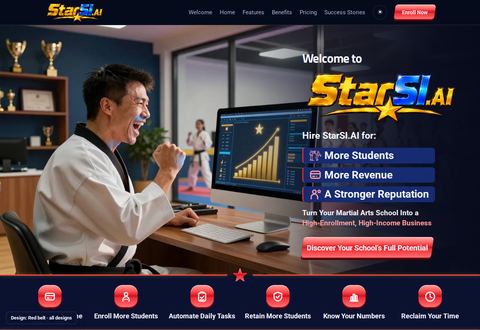 StarSI.AI
Welcome Home Features Benefits Pricing Success Stories
Enroll Now
Welcome to
StarSI.AI
Hire StarSI.AI for:
More Students
More Revenue
A Stronger Reputation
Turn Your Martial Arts School Into a
High-Enrollment, High-Income Business
Discover Your School's Full Potential
Enroll More Students Automate Daily Tasks Retain More Students Know Your Numbers Reclaim Your Time
Design: Red belt - all designs